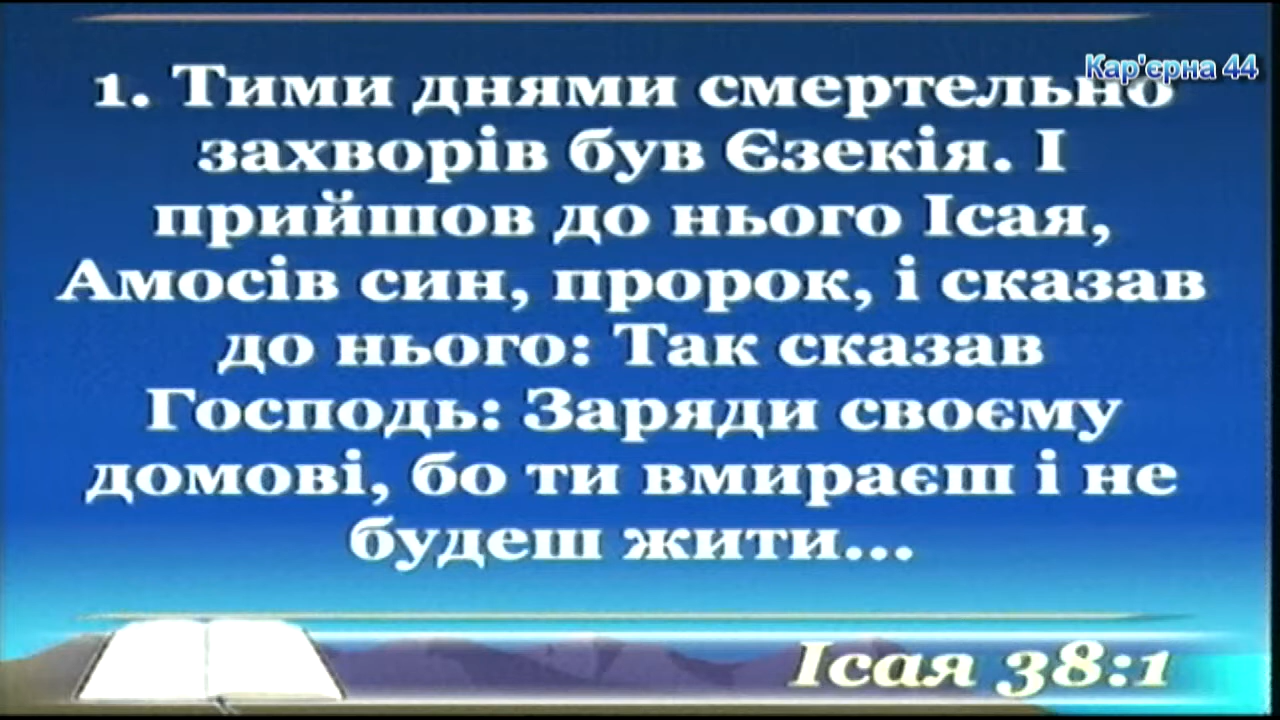 Кар'єрна 44
1. Тими днями смертельно
захворів був Єзекія. І
прийшов до нього Ісая,
Амосів син, пророк, і сказав
до нього: Так сказав
Господь: Заряди своєму
домові, бо ти вмираєш і не
будеш жити...
Ісая 38:1